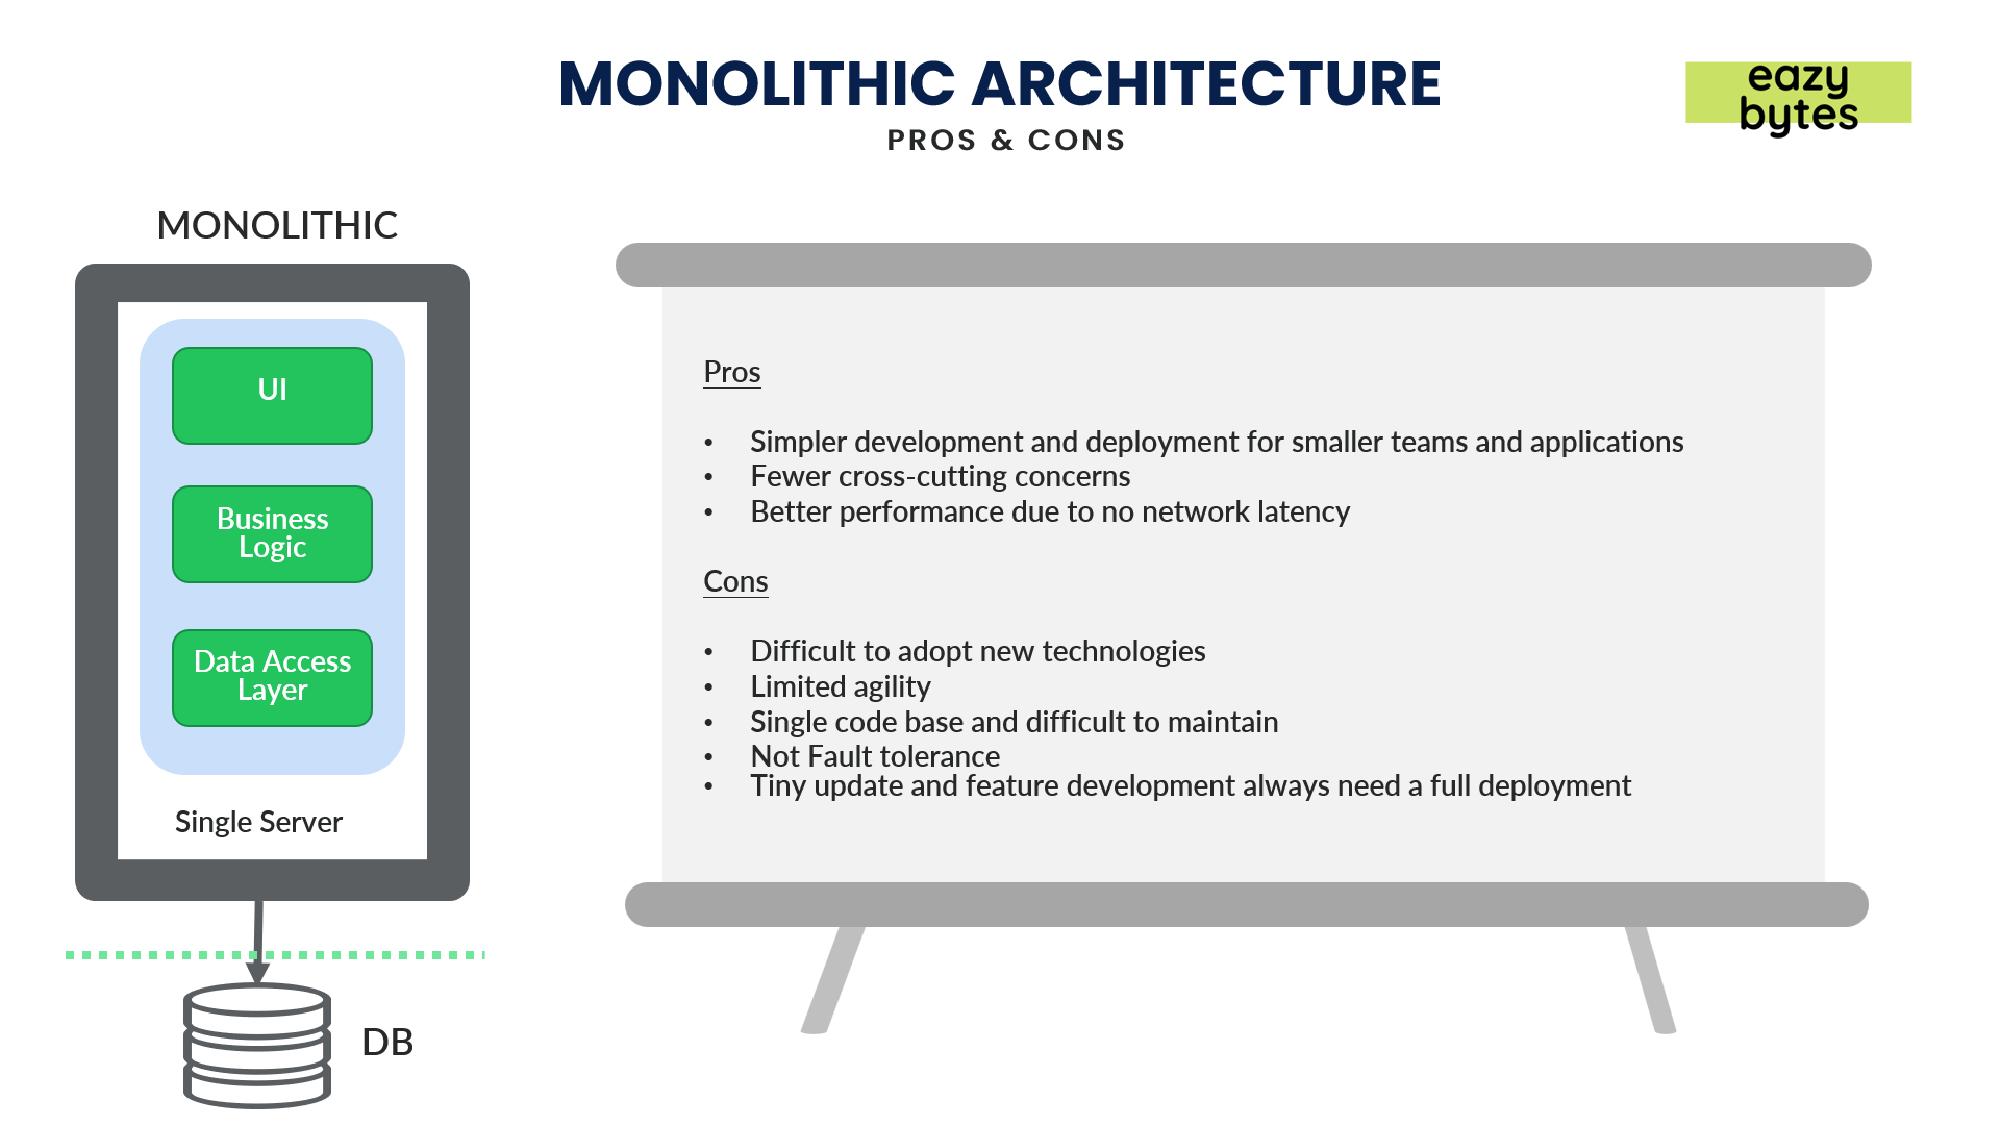 MONOLITHIC ARCHITECTURE
PROS & CONS
eazy
bytes
MONOLITHIC
UI
Business
Logic
Data Access
Layer
Single Server
DB
Pros
• Simpler development and deployment for smaller teams and applications
• Fewer cross-cutting concerns
• Better performance due to no network latency
Cons
• Difficult to adopt new technologies
• Limited agility
• Single code base and difficult to maintain
• Not Fault tolerance
• Tiny update and feature development always need a full deployment